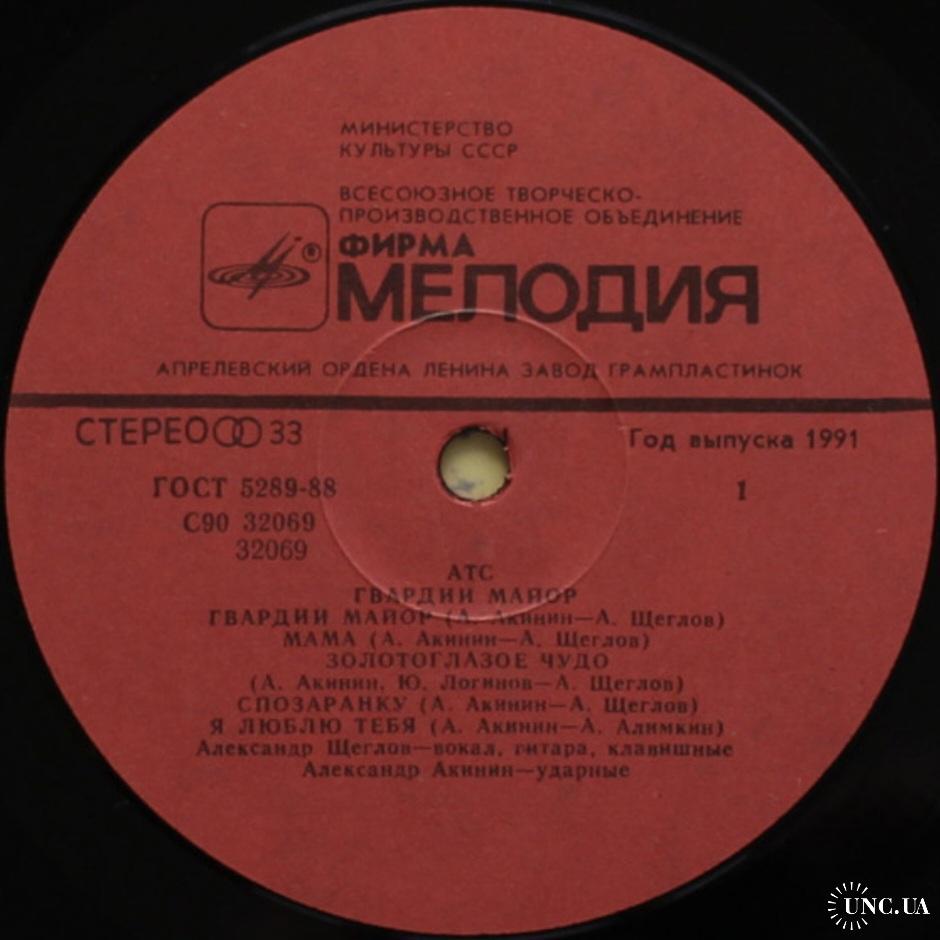 МИНИСТЕРСТВО
КУЛЬТУРЫ СССР
ВСЕСОЮЗНОЕ ТВОРЧЕСКО-
ПРОИЗВОДСТВЕННОЕ ОБЪЕДИНЕНИЕ
ФИРМА
®
МЕЛОДИЯ
АПРЕЛЕВСКИЙ ОРДЕНА ЛЕНИНА ЗАВОД ГРАМПЛАСТИНОК
СТЕРЕО 33
Год выпуска 1991
ГОСТ 5289-88
1
С90 32069
32069
АТС
ГВАРДИИ МАЙОР
ГВАРДИИ МАЙОР (А. Акинин—А. Щеглов)
МАМА (А. Акинин—А. Щеглов)
ЗОЛОТОГЛАЗОЕ ЧУДО
(А. Акинин, Ю. Логинов—А. Щеглов)
СПОЗАРАНКУ (А. Акинин—А. Щеглов)
Я ЛЮБЛЮ ТЕБЯ (А. Акинин—А. Алимкин)
Александр Щеглов—вокал, гитара, клавишные
Александр Акинин—ударные
UNC.UA